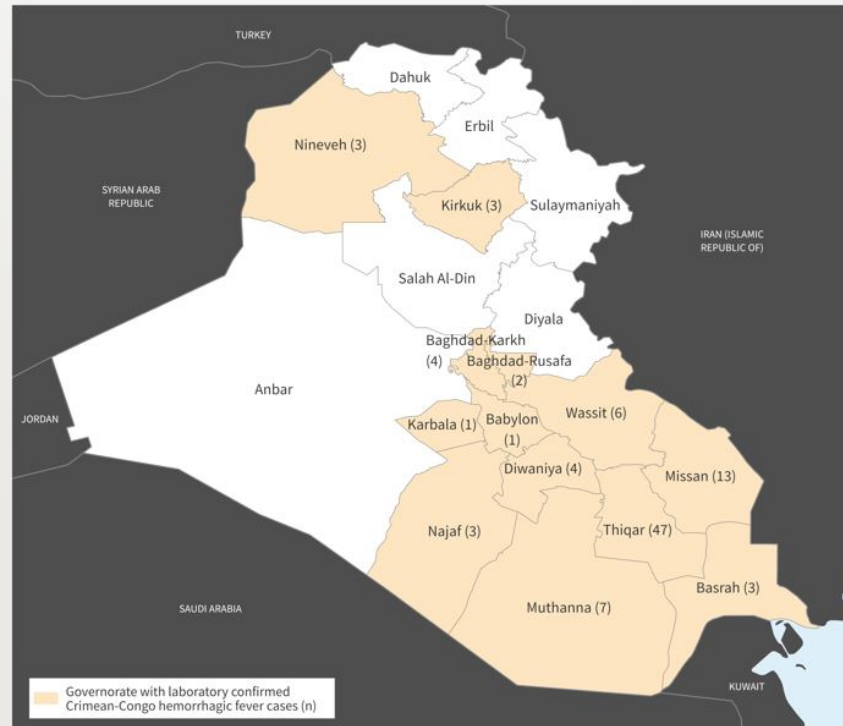 TURKEY
Dahuk
Erbil
Nineveh (3)
SYRIAN ARAB
REPUBLIC
Kirkuk (3)
Sulaymaniyah
IRAN (ISLAMIC
REPUBLIC OF)
Salah Al-Din
Diyala
Baghdad-Karkh
(4)
Baghdad-Rusafa
(2)
Anbar
JORDAN
Karbala (1)
Babylon
(1)
Wassit (6)
Diwaniya (4)
Missan (13)
Najaf (3)
Thiqar (47)
Basrah (3)
Muthanna (7)
SAUDI ARABIA
KUWAIT
Governorate with laboratory confirmed
Crimean-Congo hemorrhagic fever cases (n)